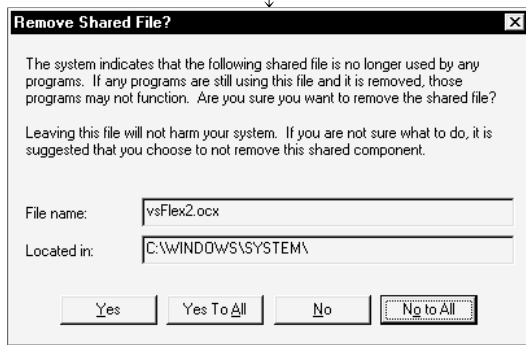 Remove Shared File?
The system indicates that the following shared file is no longer used by any
programs. If any programs are still using this file and it is removed, those
programs may not function. Are you sure you want to remove the shared file?
Leaving this file will not harm your system. If you are not sure what to do, it is
suggested that you choose to not remove this shared component.
File name: vsFlex2.ocx
Located in: C:\WINDOWS\SYSTEM\
Yes Yes To All No No to All